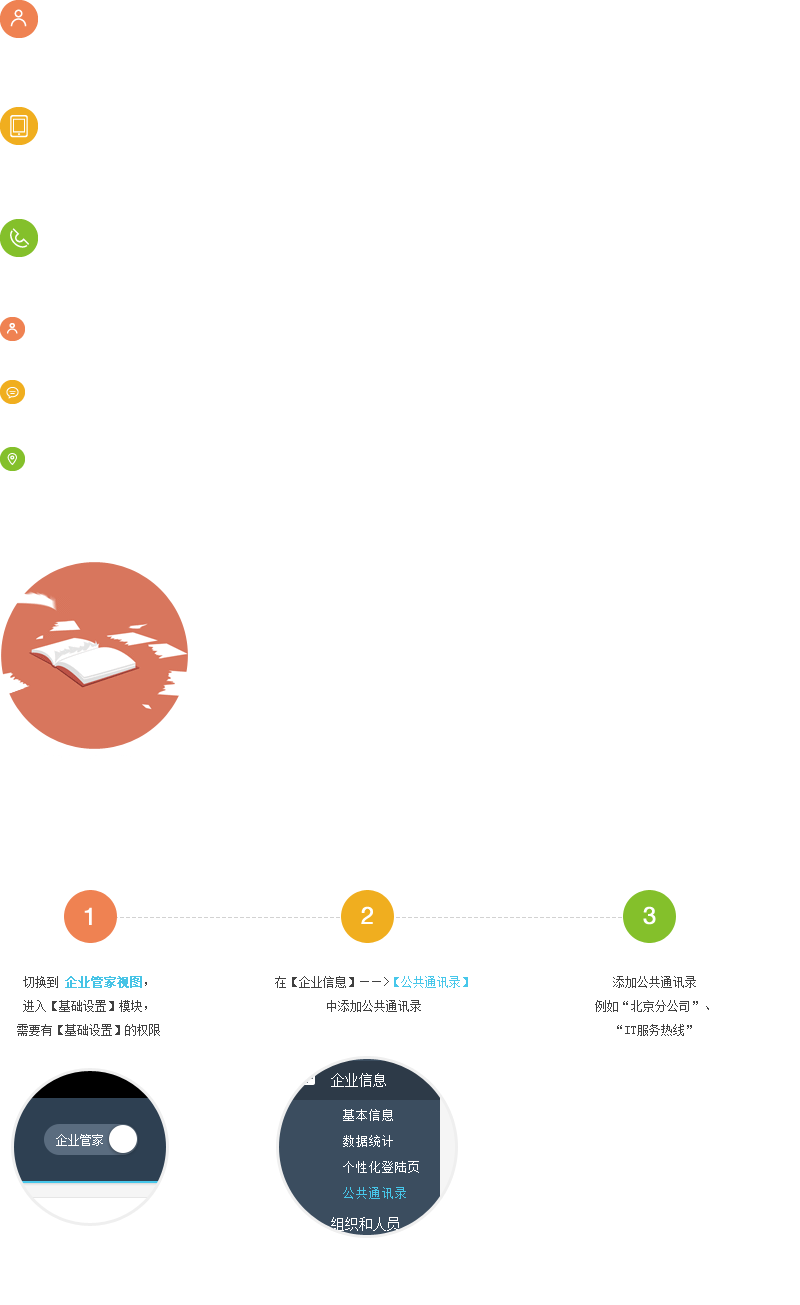 1
2
3
切换到 企业管家视图，
进入【基础设置】模块，
需要有【基础设置】的权限
在【企业信息】——>【公共通讯录】
中添加公共通讯录
添加公共通讯录
例如“北京分公司”、
“IT服务热线”
企业管家
企业信息
基本信息
数据统计
个性化登陆页
公共通讯录
组织和人员